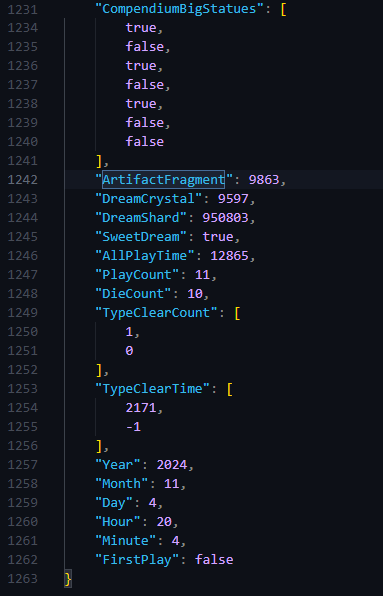 1231 "CompendiumBigStatues": [
1234 true,
1235 false,
1236 true,
1237 false,
1238 true,
1239 false,
1240 false
1241 ],
1242 "ArtifactFragment": 9863,
1243 "DreamCrystal": 9597,
1244 "DreamShard": 950803,
1245 "SweetDream": true,
1246 "AllPlayTime": 12865,
1247 "PlayCount": 11,
1248 "DieCount": 10,
1249 "TypeClearCount": [
1250 1,
1251 0
1252 ],
1253 "TypeClearTime": [
1254 2171,
1255 -1
1256 ],
1257 "Year": 2024,
1258 "Month": 11,
1259 "Day": 4,
1260 "Hour": 20,
1261 "Minute": 4,
1262 "FirstPlay": false
1263 }